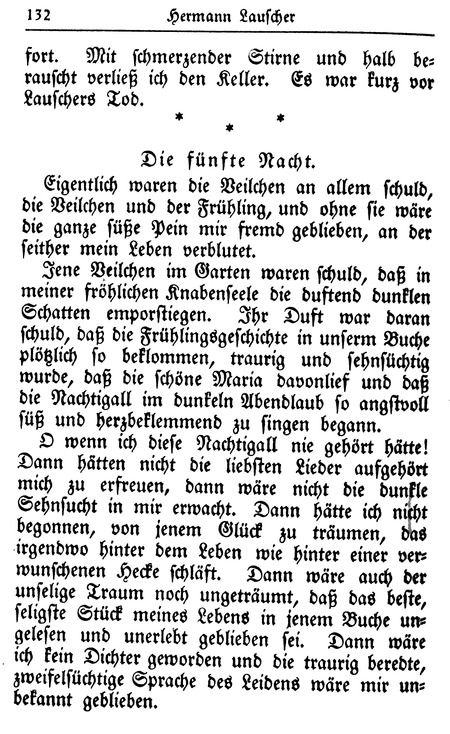 132 Hermann Lauscher
fort. Mit schmerzender Stirne und halb be=
rauscht verließ ich den Keller. Es war kurz vor
Lauschers Tod.
* * *
Die fünfte Nacht.
Eigentlich waren die Veilchen an allem schuld,
die Veilchen und der Frühling, und ohne sie wäre
die ganze süße Pein mir fremd geblieben, an der
seither mein Leben verblutet.
Jene Veilchen im Garten waren schuld, daß in
meiner fröhlichen Knabenseele die duftend dunklen
Schatten emporstiegen. Ihr Duft war daran
schuld, daß die Frühlingsgeschichte in unserm Buche
plötzlich so beklommen, traurig und sehnsüchtig
wurde, daß die schöne Maria davonlief und daß
die Nachtigall im dunkeln Abendlaub so angstvoll
süß und herzbeklemmend zu singen begann.
O wenn ich diese Nachtigall nie gehört hätte!
Dann hätten nicht die liebsten Lieder aufgehört
mich zu erfreuen, dann wäre nicht die dunkle
Sehnsucht in mir erwacht. Dann hätte ich nicht
begonnen, von jenem Glück zu träumen, das
irgendwo hinter dem Leben wie hinter einer ver=
wunschenen Hecke schläft. Dann wäre auch der
unselige Traum noch ungeträumt, daß das beste,
seligste Stück meines Lebens in jenem Buche un=
gelesen und unerlebt geblieben sei. Dann wäre
ich kein Dichter geworden und die traurig beredte,
zweifelsüchtige Sprache des Leidens wäre mir un=
bekannt geblieben.